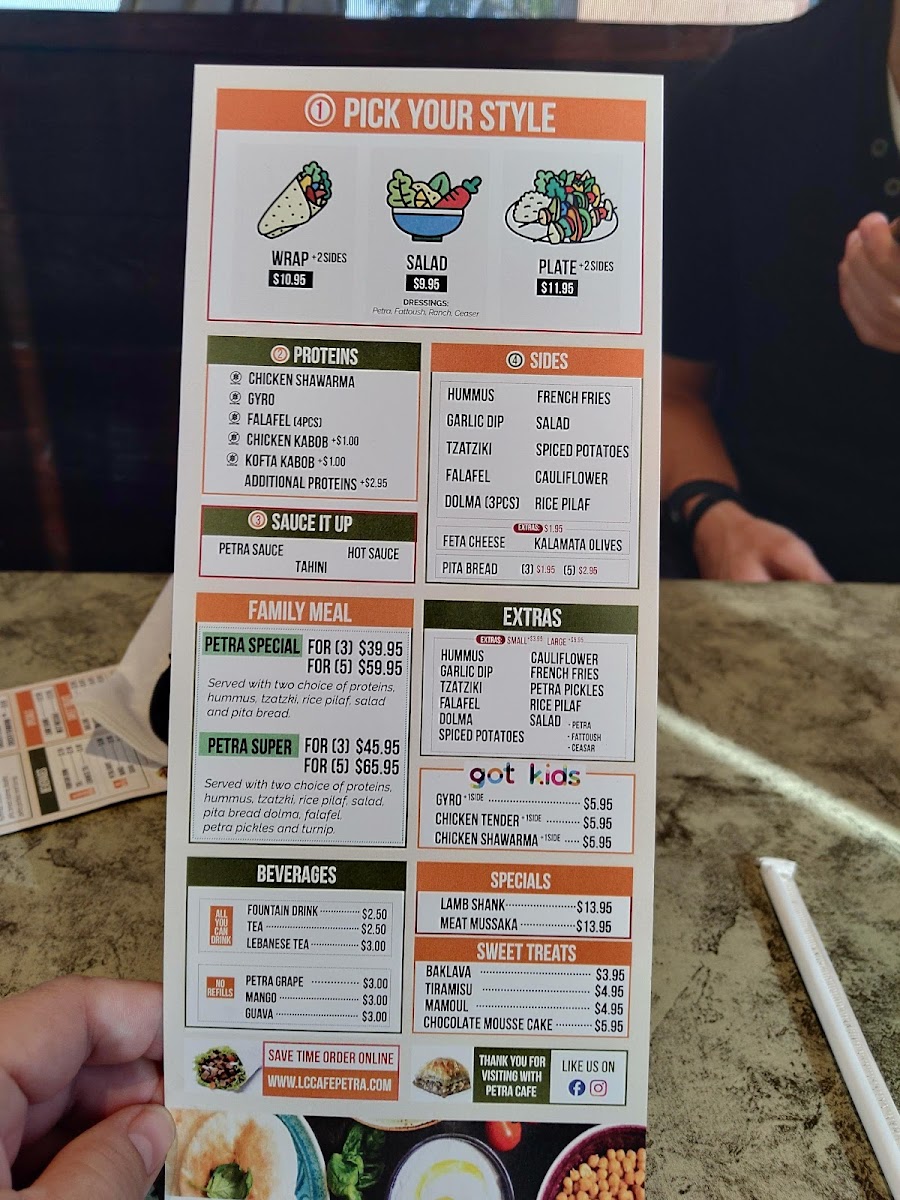 1 PICK YOUR STYLE
WRAP +2SIDES
$10.95
SALAD
$9.95
DRESSINGS:
Petra, Fattoush, Ranch, Ceaser
PLATE +2SIDES
$11.95
2 PROTEINS
CHICKEN SHAWARMA
GYRO
FALAFEL (4PCS)
CHICKEN KABOB +$1.00
KOFTA KABOB +$1.00
ADDITIONAL PROTEINS +$2.95
3 SAUCE IT UP
PETRA SAUCE HOT SAUCE
TAHINI
4 SIDES
HUMMUS FRENCH FRIES
GARLIC DIP SALAD
TZATZIKI SPICED POTATOES
FALAFEL CAULIFLOWER
DOLMA (3PCS) RICE PILAF
EXTRAS: $1.95
FETA CHEESE KALAMATA OLIVES
PITA BREAD (3) $1.95 (5) $2.95
FAMILY MEAL
PETRA SPECIAL FOR (3) $39.95
FOR (5) $59.95
Served with two choice of proteins,
hummus, tzatzki, rice pilaf, salad
and pita bread.
PETRA SUPER FOR (3) $45.95
FOR (5) $65.95
Served with two choice of proteins,
hummus, tzatziki, rice pilaf, salad,
pita bread dolma, falafel,
petra pickles and turnip.
EXTRAS
EXTRAS: SMALL +$3.95 LARGE +$5.95
HUMMUS CAULIFLOWER
GARLIC DIP FRENCH FRIES
TZATZIKI PETRA PICKLES
FALAFEL RICE PILAF
DOLMA SALAD - PETRA
SPICED POTATOES - FATTOUSH
- CEASAR
got kids
GYRO +1SIDE $5.95
CHICKEN TENDER +1SIDE $5.95
CHICKEN SHAWARMA +1SIDE $5.95
BEVERAGES
ALL YOU CAN DRINK
FOUNTAIN DRINK $2.50
TEA $2.50
LEBANESE TEA $3.00
NO REFILLS
PETRA GRAPE $3.00
MANGO $3.00
GUAVA $3.00
SPECIALS
LAMB SHANK $13.95
MEAT MUSSAKA $13.95
SWEET TREATS
BAKLAVA $3.95
TIRAMISU $4.95
MAMOUL $4.95
CHOCOLATE MOUSSE CAKE $5.95
SAVE TIME ORDER ONLINE
WWW.LCCAFEPETRA.COM
THANK YOU FOR
VISITING WITH
PETRA CAFE
LIKE US ON